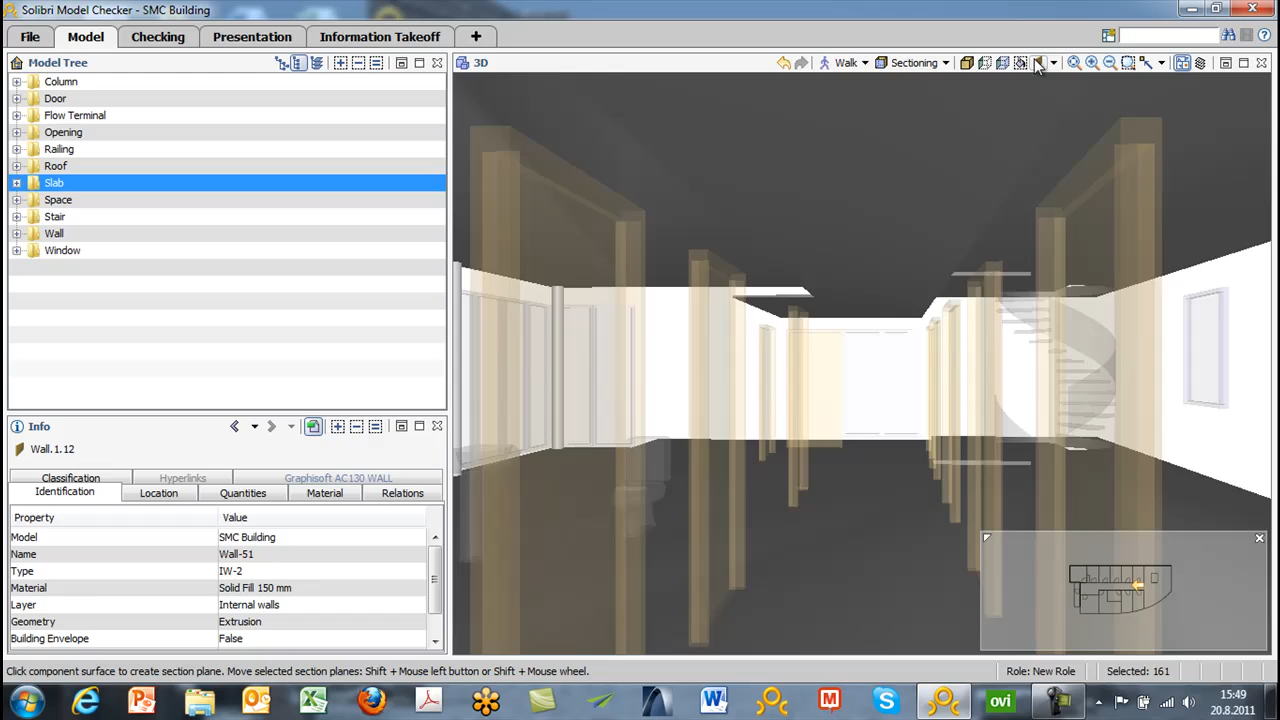 Solibri Model Checker - SMC Building
File
Model
Checking
Presentation
Information Takeoff
+
Model Tree
Column
Door
Flow Terminal
Opening
Railing
Roof
Slab
Space
Stair
Wall
Window
3D
Walk
Sectioning
Info
Wall.1.12
Classification
Hyperlinks
Graphisoft AC130 WALL
Identification
Location
Quantities
Material
Relations
Property Value
Model SMC Building
Name Wall-51
Type IW-2
Material Solid Fill 150 mm
Layer Internal walls
Geometry Extrusion
Building Envelope False
Click component surface to create section plane. Move selected section planes: Shift + Mouse left button or Shift + Mouse wheel.
Role: New Role
Selected: 161
ovi
15:49
20.8.2011